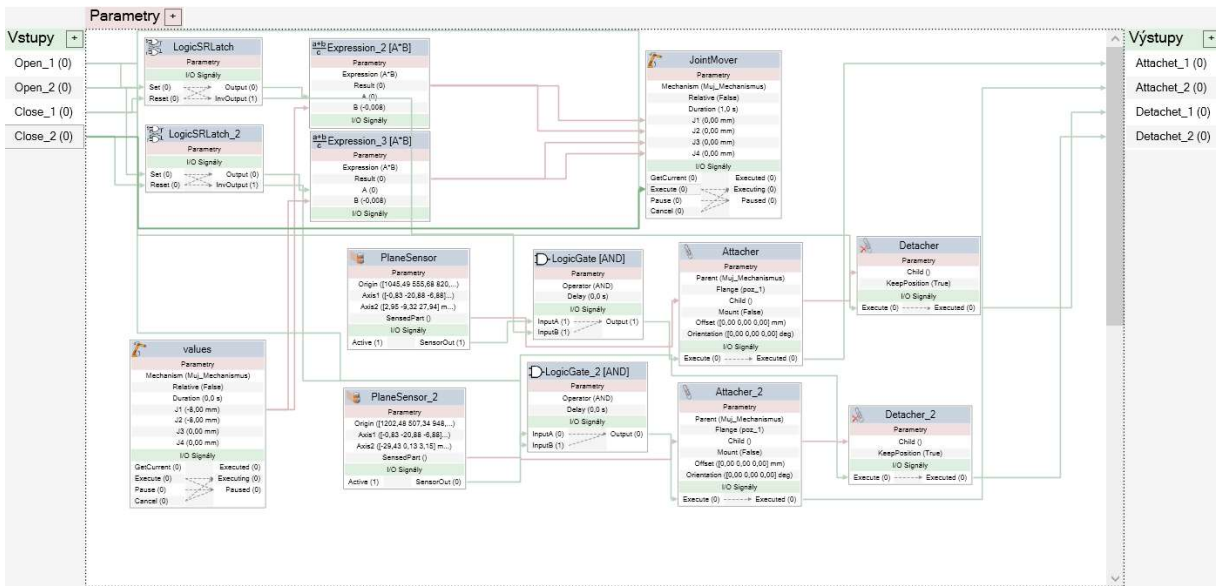 Parametry +
Vstupy +
Open_1 (0)
Open_2 (0)
Close_1 (0)
Close_2 (0)
LogicSRLatch
Parametry
I/O Signály
Set (0) Output (0)
Reset (0) InvOutput (1)
LogicSRLatch_2
Parametry
I/O Signály
Set (0) Output (0)
Reset (0) InvOutput (1)
a+b
c
Expression_2 [A*B]
Parametry
Expression (A*B)
Result (0)
A (0)
B (-0,008)
I/O Signály
a+b
c
Expression_3 [A*B]
Parametry
Expression (A*B)
Result (0)
A (0)
B (-0,008)
I/O Signály
JointMover
Parametry
Mechanism (Muj_Mechanismus)
Relative (False)
Duration (1,0 s)
J1 (0,00 mm)
J2 (0,00 mm)
J3 (0,00 mm)
J4 (0,00 mm)
I/O Signály
GetCurrent (0) Executed (0)
Execute (0) Executing (0)
Pause (0) Paused (0)
Cancel (0)
PlaneSensor
Parametry
Origin ([1045,49 555,68 820,...)
Axis1 ([-0,83 -20,88 -6,88]...)
Axis2 ([2,95 -9,32 27,94] m...)
SensedPart ()
I/O Signály
Active (1) SensorOut (1)
LogicGate [AND]
Parametry
Operator (AND)
Delay (0,0 s)
I/O Signály
InputA (1) Output (1)
InputB (1)
Attacher
Parametry
Parent (Muj_Mechanismus)
Flange (poz_1)
Child ()
Mount (False)
Offset ([0,00 0,00 0,00] mm)
Orientation ([0,00 0,00 0,00] deg)
I/O Signály
Execute (0) Executed (0)
Detacher
Parametry
Child ()
KeepPosition (True)
I/O Signály
Execute (0) Executed (0)
values
Parametry
Mechanism (Muj_Mechanismus)
Relative (False)
Duration (0,0 s)
J1 (-8,00 mm)
J2 (-8,00 mm)
J3 (0,00 mm)
J4 (0,00 mm)
I/O Signály
GetCurrent (0) Executed (0)
Execute (0) Executing (0)
Pause (0) Paused (0)
Cancel (0)
PlaneSensor_2
Parametry
Origin ([1202,48 507,34 948,...)
Axis1 ([-0,83 -20,88 -6,88]...)
Axis2 ([-29,43 0,13 3,15] m...)
SensedPart ()
I/O Signály
Active (1) SensorOut (0)
LogicGate_2 [AND]
Parametry
Operator (AND)
Delay (0,0 s)
I/O Signály
InputA (0) Output (0)
InputB (1)
Attacher_2
Parametry
Parent (Muj_Mechanismus)
Flange (poz_1)
Child ()
Mount (False)
Offset ([0,00 0,00 0,00] mm)
Orientation ([0,00 0,00 0,00] deg)
I/O Signály
Execute (0) Executed (0)
Detacher_2
Parametry
Child ()
KeepPosition (True)
I/O Signály
Execute (0) Executed (0)
Výstupy +
Attachet_1 (0)
Attachet_2 (0)
Detachet_1 (0)
Detachet_2 (0)